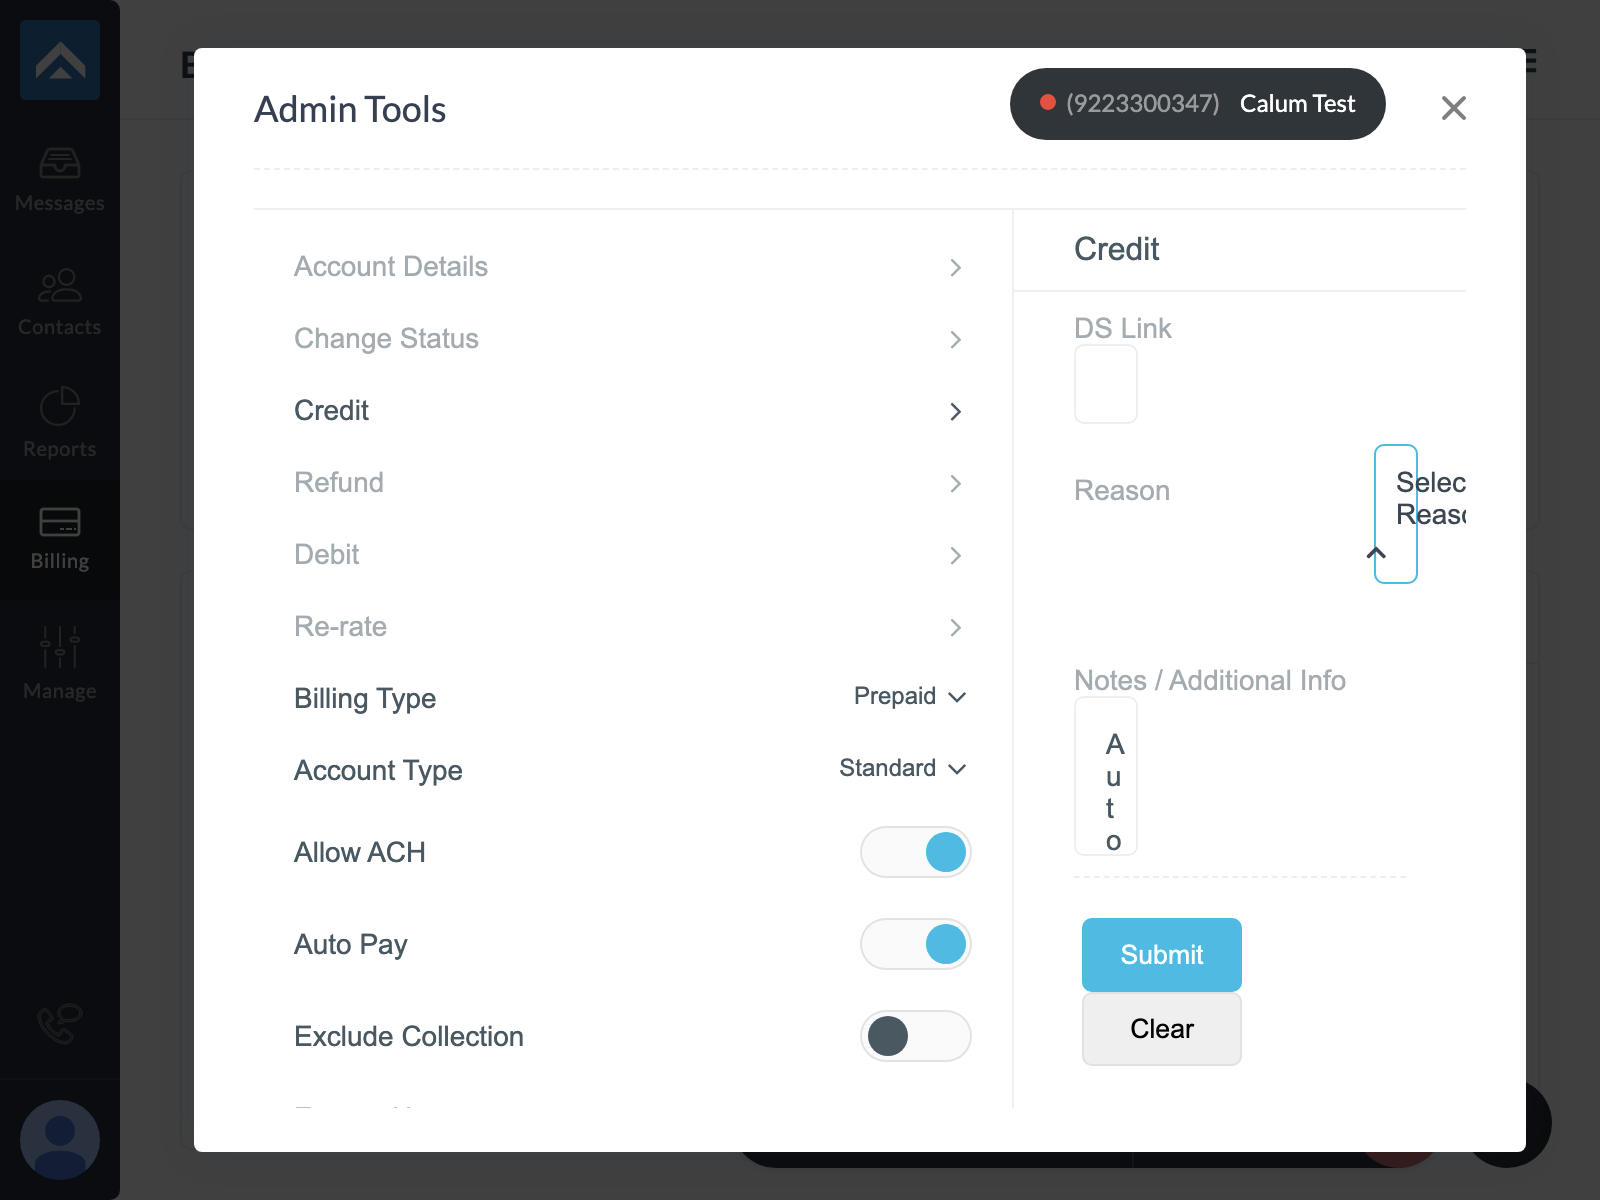 Messages
Contacts
Reports
Billing
Manage
Admin Tools
(9223300347) Calum Test
Account Details
Change Status
Credit
Refund
Debit
Re-rate
Billing Type
Prepaid
Account Type
Standard
Allow ACH
Auto Pay
Exclude Collection
Credit
DS Link
Reason
Selec
Reaso
Notes / Additional Info
A
u
t
o
Submit
Clear